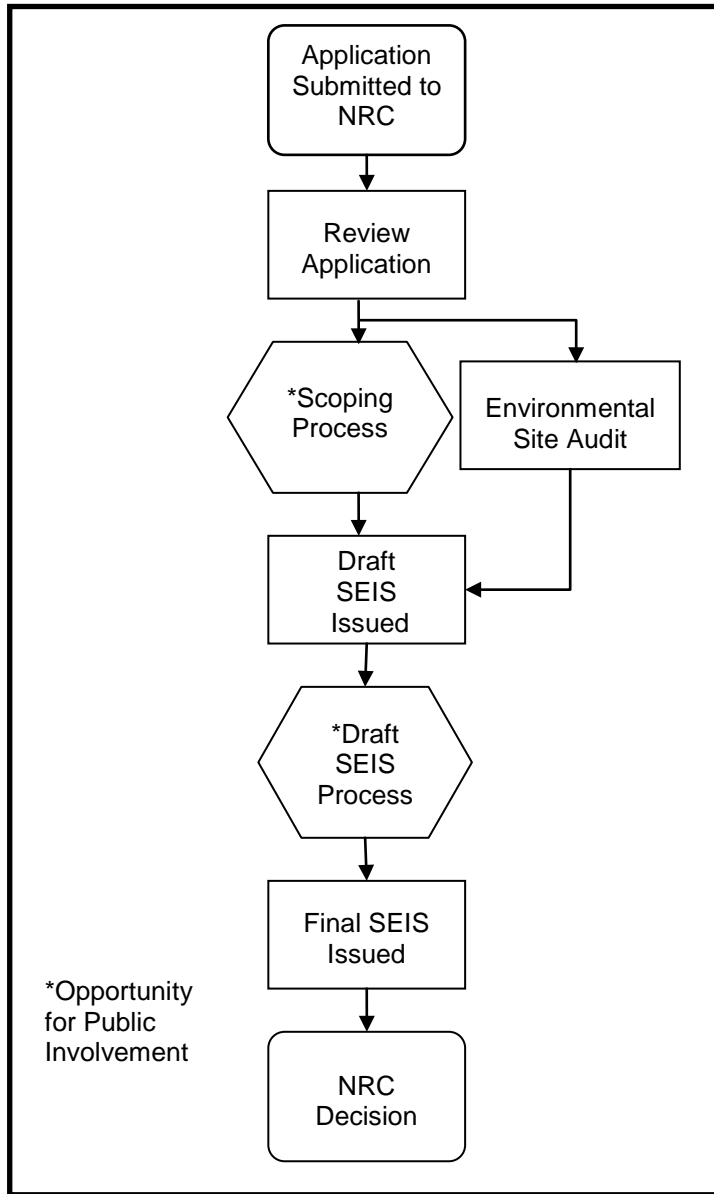 Application
Submitted to
NRC
Review
Application
*Scoping
Process
Environmental
Site Audit
Draft
SEIS
Issued
*Draft
SEIS
Process
Final SEIS
Issued
*Opportunity
for Public
Involvement
NRC
Decision